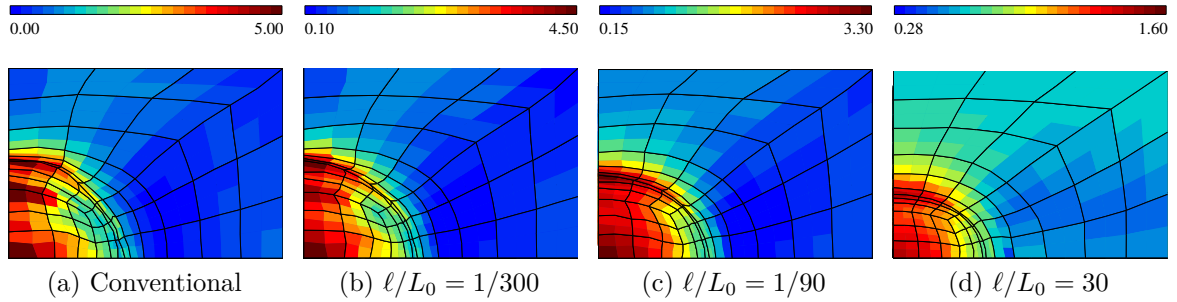 0.00 5.00 0.10 4.50 0.15 3.30 0.28 1.60
(a) Conventional (b) ℓ/L₀ = 1/300 (c) ℓ/L₀ = 1/90 (d) ℓ/L₀ = 30